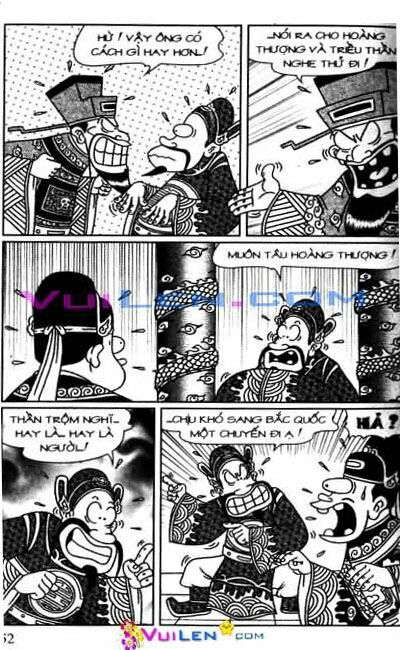 HỪ! VẬY ÔNG CÓ
CÁCH GÌ HAY HƠN..!
..NÓI RA CHO HOÀNG
THƯỢNG VÀ TRIỀU THẦN
NGHE THỬ ĐI!
MUÔN TÂU HOÀNG THƯỢNG!
VUILEN.COM
THẦN TRỘM NGHĨ...
HAY LÀ... HAY LÀ
NGƯỜI..!
...CHỊU KHÓ SANG BẮC QUỐC
MỘT CHUYẾN ĐI Ạ!
HẢ?
52
VUILEN.COM